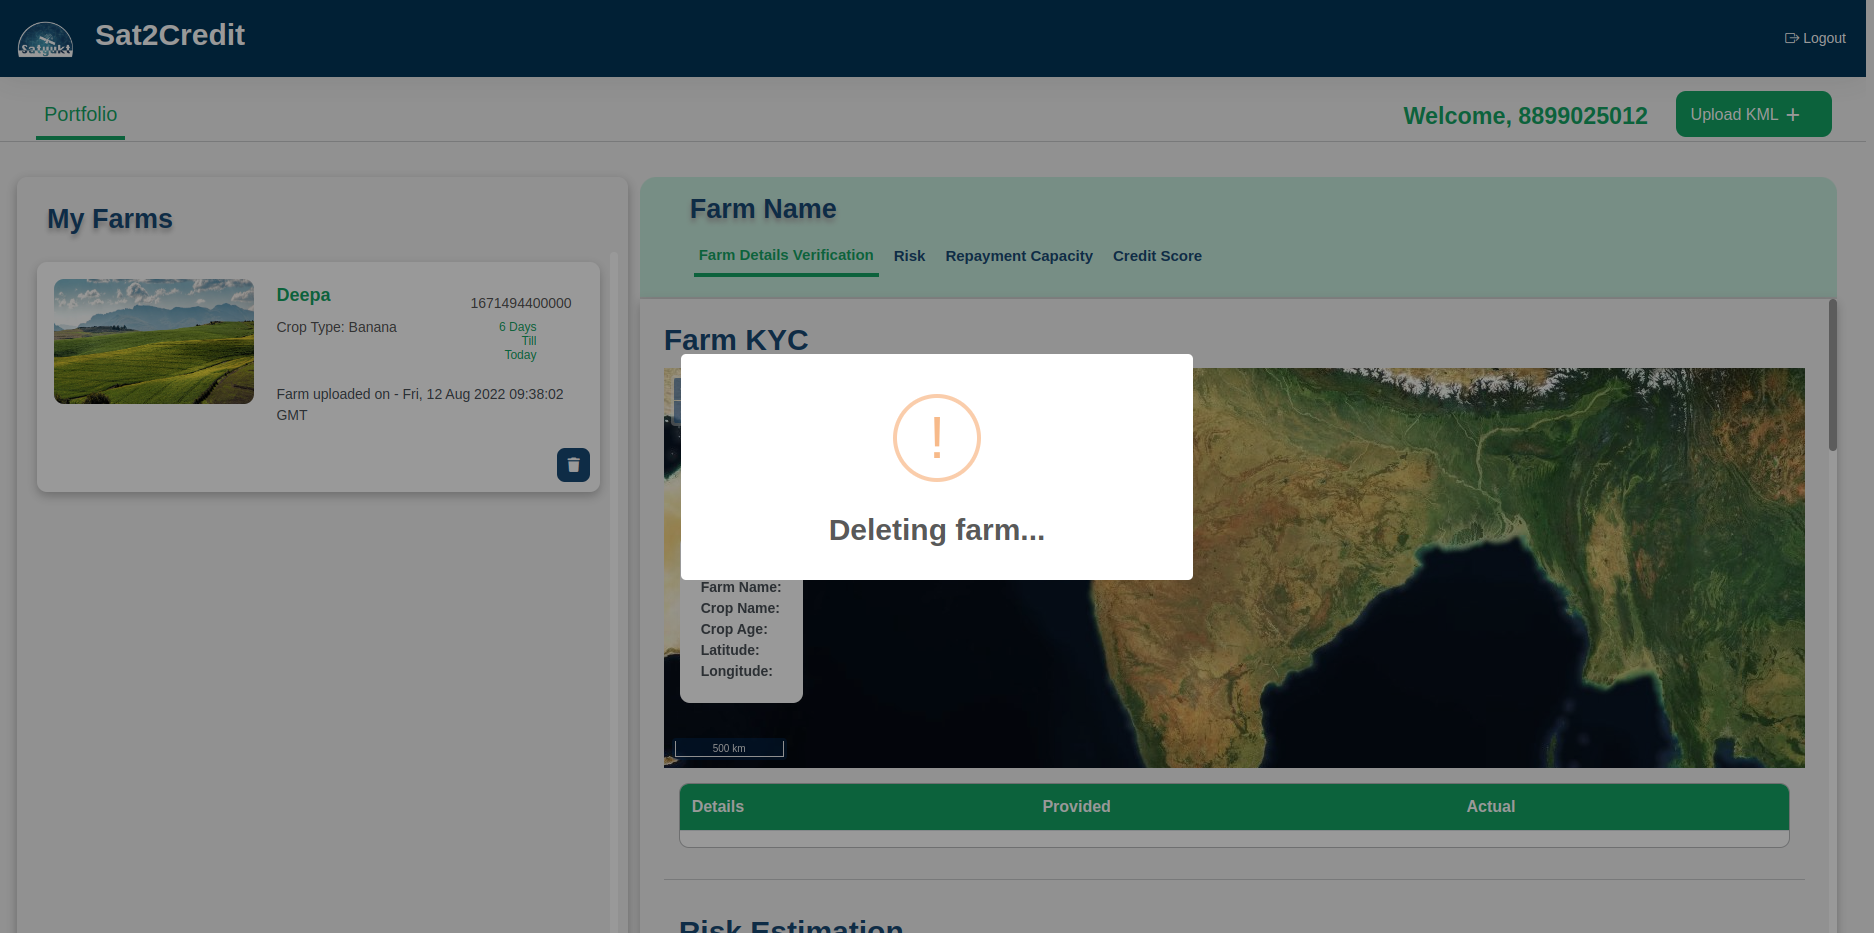 Satyukt
Sat2Credit
Logout
Portfolio
Welcome, 8899025012
Upload KML +
My Farms
Deepa
1671494400000
Crop Type: Banana
6 Days
Till
Today
Farm uploaded on - Fri, 12 Aug 2022 09:38:02
GMT
Farm Name
Farm Details Verification
Risk
Repayment Capacity
Credit Score
Farm KYC
!
Deleting farm...
Farm Name:
Crop Name:
Crop Age:
Latitude:
Longitude:
500 km
Details
Provided
Actual
Risk Estimation